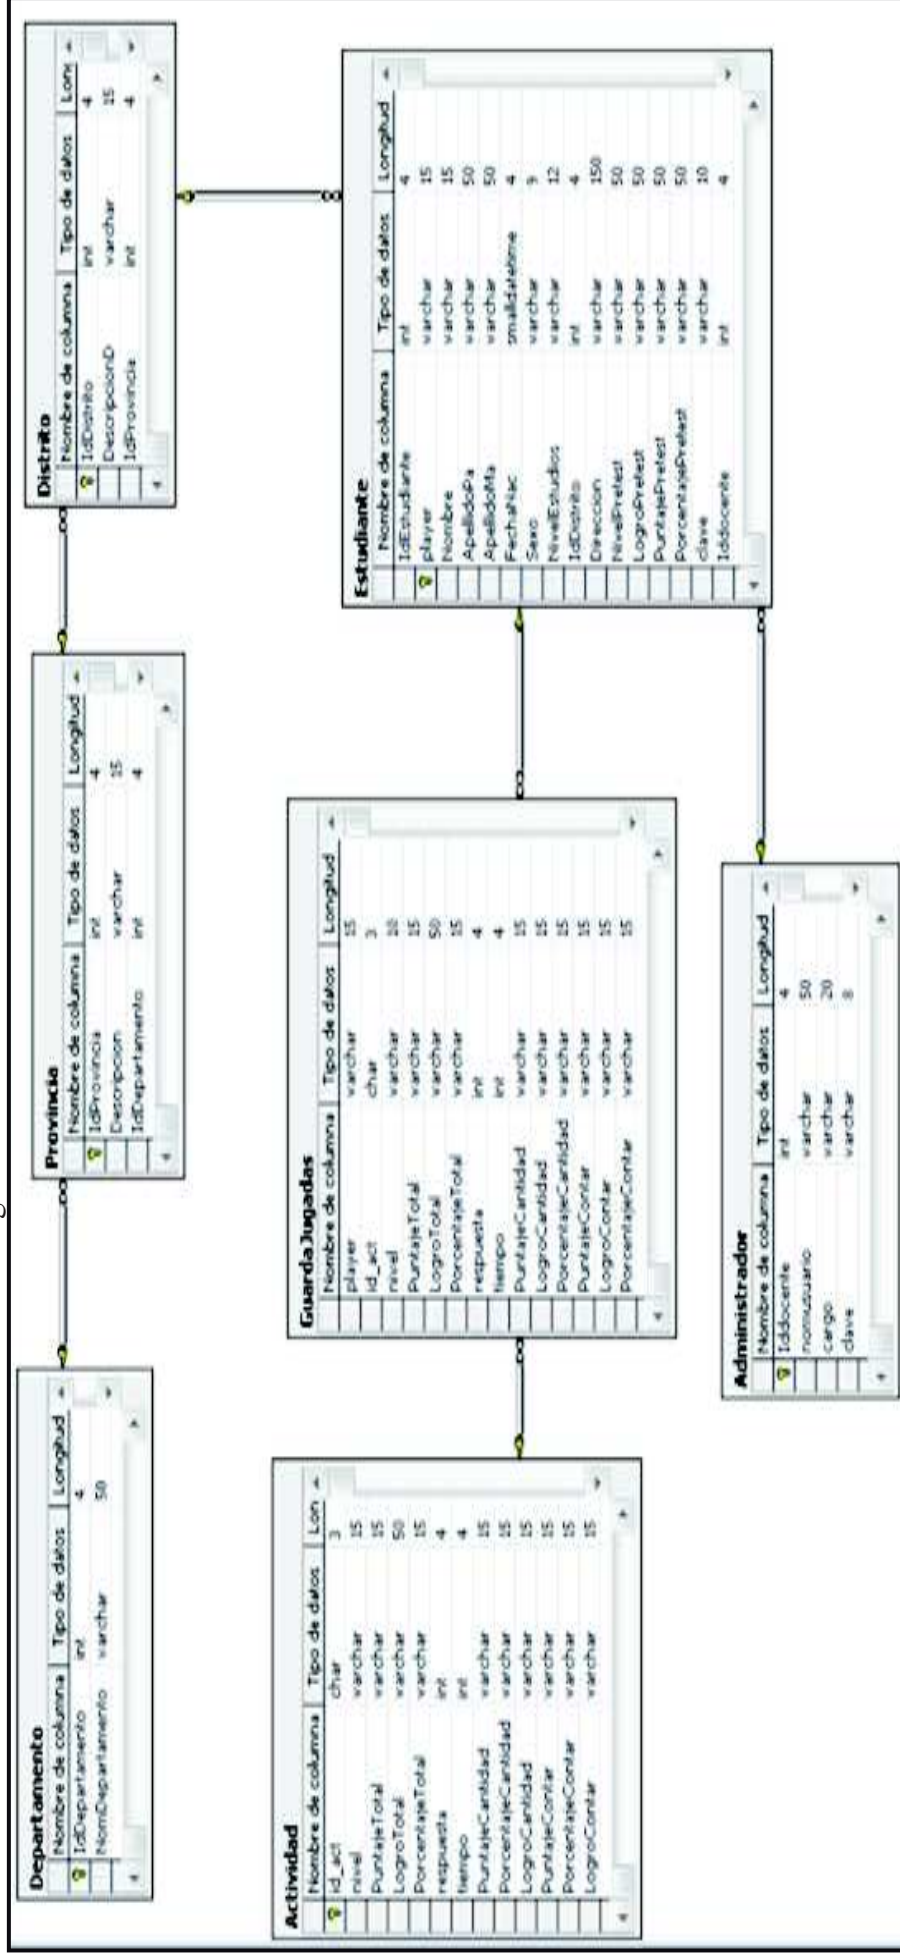 Departamento
Nombre de columna Tipo de datos Longitud
IdDepartamento int 4
NomDepartamento varchar 50
Provincia
Nombre de columna Tipo de datos Longitud
IdProvincia int 4
Descripcion varchar 15
IdDepartamento int 4
Distrito
Nombre de columna Tipo de datos Lon
IdDistrito int 4
DescripcionD varchar 15
IdProvincia int 4
Actividad
Nombre de columna Tipo de datos Lon
id_act char 3
nivel varchar 15
PuntajeTotal varchar 15
LogroTotal varchar 50
PorcentajeTotal varchar 15
respuesta int 4
tiempo int 4
PuntajeCantidad varchar 15
PorcentajeCantidad varchar 15
LogroCantidad varchar 15
PuntajeContar varchar 15
PorcentajeContar varchar 15
LogroContar varchar 15
GuardaJugadas
Nombre de columna Tipo de datos Longitud
player varchar 15
id_act char 3
nivel varchar 10
PuntajeTotal varchar 15
LogroTotal varchar 50
PorcentajeTotal varchar 15
respuesta int 4
tiempo int 4
PuntajeCantidad varchar 15
LogroCantidad varchar 15
PorcentajeCantidad varchar 15
PuntajeContar varchar 15
LogroContar varchar 15
PorcentajeContar varchar 15
Estudiante
Nombre de columna Tipo de datos Longitud
IdEstudiante int 4
player varchar 15
Nombre varchar 15
ApellidoPa varchar 50
ApellidoMa varchar 50
FechaNac smalldatetime 4
Sexo varchar 9
NivelEstudios varchar 12
IdDistrito int 4
Direccion varchar 150
NivelPretest varchar 50
LogroPretest varchar 50
PuntajePretest varchar 50
PorcentajePretest varchar 50
clave varchar 10
Iddocente int 4
Administrador
Nombre de columna Tipo de datos Longitud
Iddocente int 4
nomusuario varchar 50
cargo varchar 20
clave varchar 8